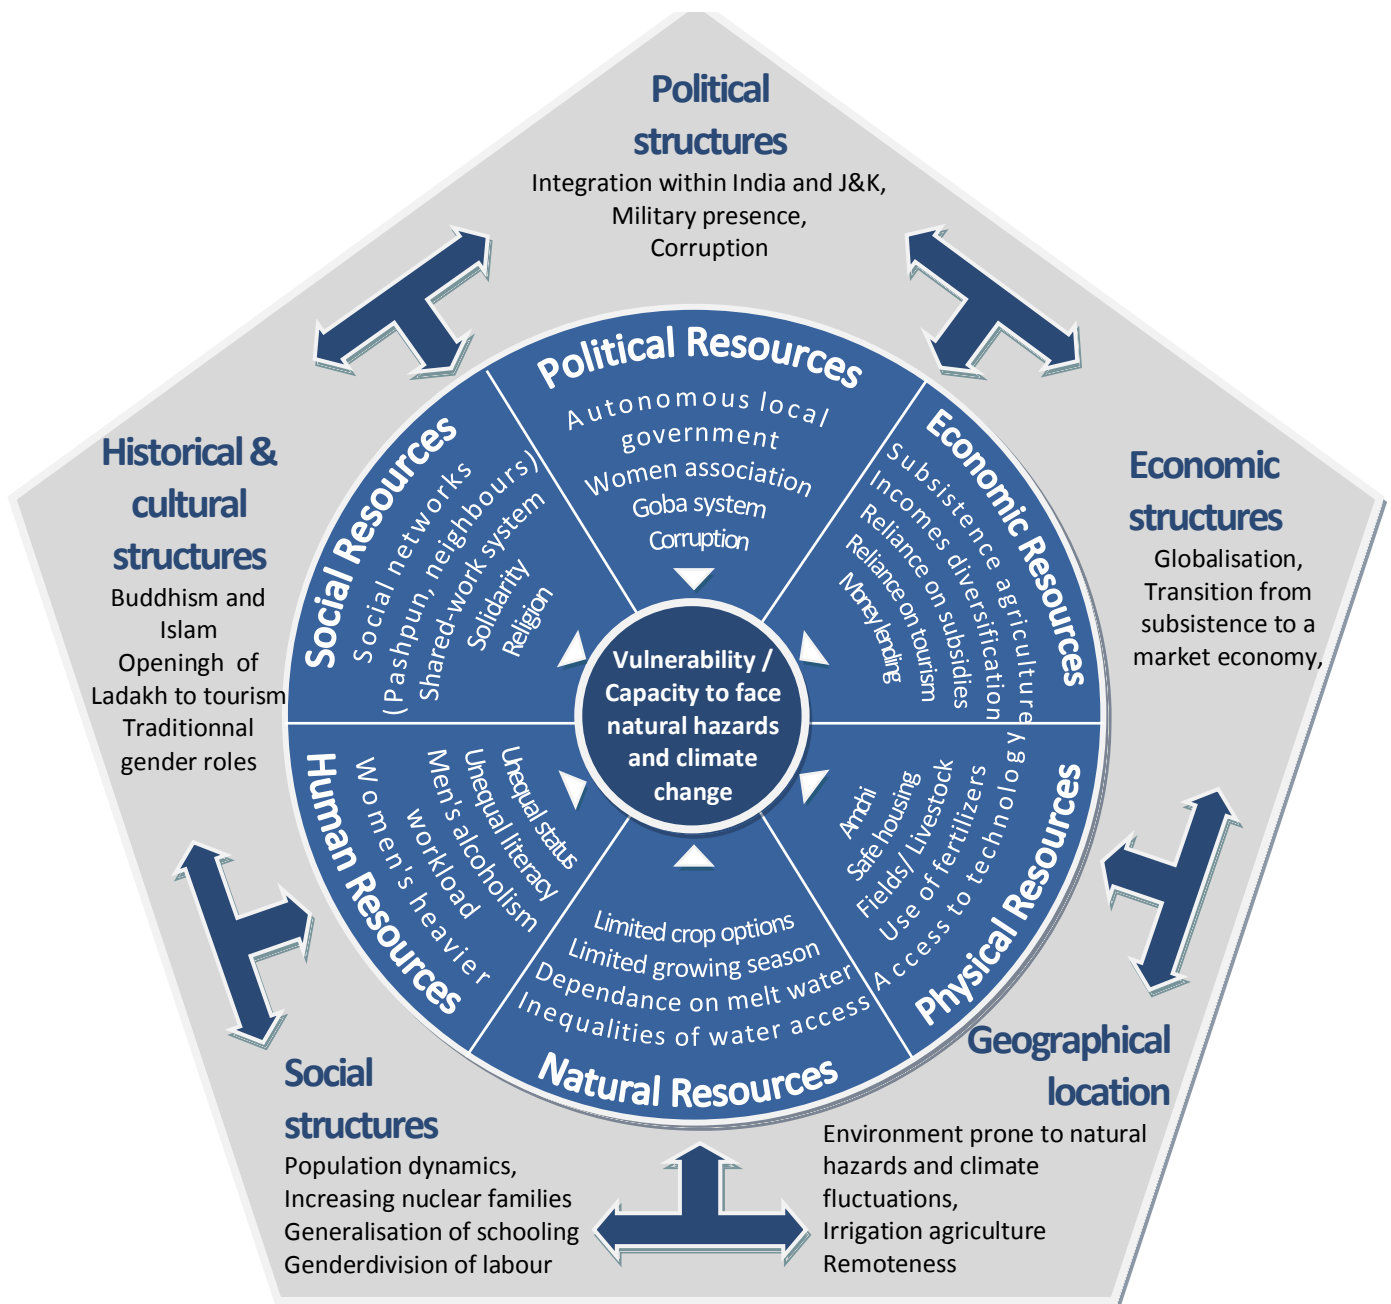 Political
structures
Integration within India and J&K,
Military presence,
Corruption
Historical &
cultural
structures
Buddhism and
Islam
Openingh of
Ladakh to tourism
Traditionnal
gender roles
Economic
structures
Globalisation,
Transition from
subsistence to a
market economy,
Social
structures
Population dynamics,
Increasing nuclear families
Generalisation of schooling
Genderdivision of labour
Geographical
location
Environment prone to natural
hazards and climate
fluctuations,
Irrigation agriculture
Remoteness
Political Resources
Autonomous local
government
Women association
Goba system
Corruption
Economic Resources
Subsistence agriculture
Incomes diversification
Reliance on subsidies
Reliance on tourism
Money lending
Physical Resources
Amchi
Safe housing
Fields/ Livestock
Use of fertilizers
Access to technology
Natural Resources
Limited crop options
Limited growing season
Dependance on melt water
Inequalities of water access
Human Resources
Women's heavier
workload
Men's alcoholism
Unequal literacy
Unequal status
Social Resources
Social networks
(Pashpun, neighbours)
Shared-work system
Solidarity
Religion
Vulnerability /
Capacity to face
natural hazards
and climate
change